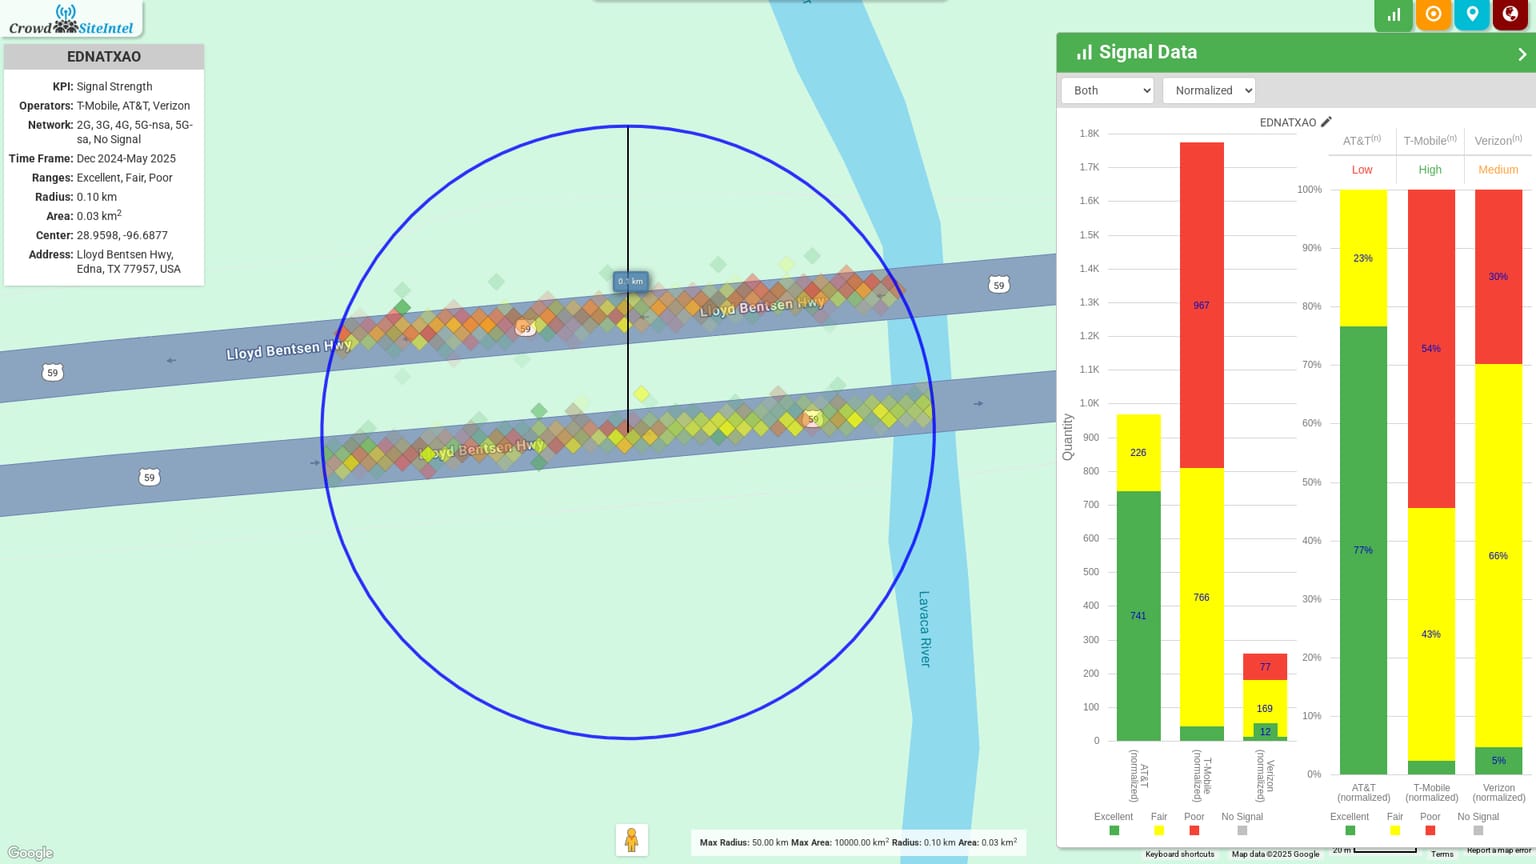 Crowd SiteIntel
EDNATXAO
KPI: Signal Strength
Operators: T-Mobile, AT&T, Verizon
Network: 2G, 3G, 4G, 5G-nsa, 5G-
sa, No Signal
Time Frame: Dec 2024-May 2025
Ranges: Excellent, Fair, Poor
Radius: 0.10 km
Area: 0.03 km2
Center: 28.9598, -96.6877
Address: Lloyd Bentsen Hwy,
Edna, TX 77957, USA
0.1 km
59
Lloyd Bentsen Hwy
59
Lloyd Bentsen Hwy
59
59
Lloyd Bentsen Hwy
59
59
Lavaca River
Google
Max Radius: 50.00 km Max Area: 10000.00 km2 Radius: 0.10 km Area: 0.03 km2
Keyboard shortcuts
Map data ©2025 Google
20 m
Terms
Report a map error
Signal Data
Both
Normalized
EDNATXAO
1.8K
1.7K
1.6K
1.5K
1.4K
1.3K
1.2K
1.1K
1.0K
900
800
700
600
500
400
300
200
100
0
Quantity
226
741
967
766
77
169
12
AT&T
(normalized)
T-Mobile
(normalized)
Verizon
(normalized)
Excellent
Fair
Poor
No Signal
AT&T(n)
T-Mobile(n)
Verizon(n)
Low
High
Medium
100%
90%
80%
70%
60%
50%
40%
30%
20%
10%
0%
23%
77%
54%
43%
30%
66%
5%
AT&T
(normalized)
T-Mobile
(normalized)
Verizon
(normalized)
Excellent
Fair
Poor
No Signal